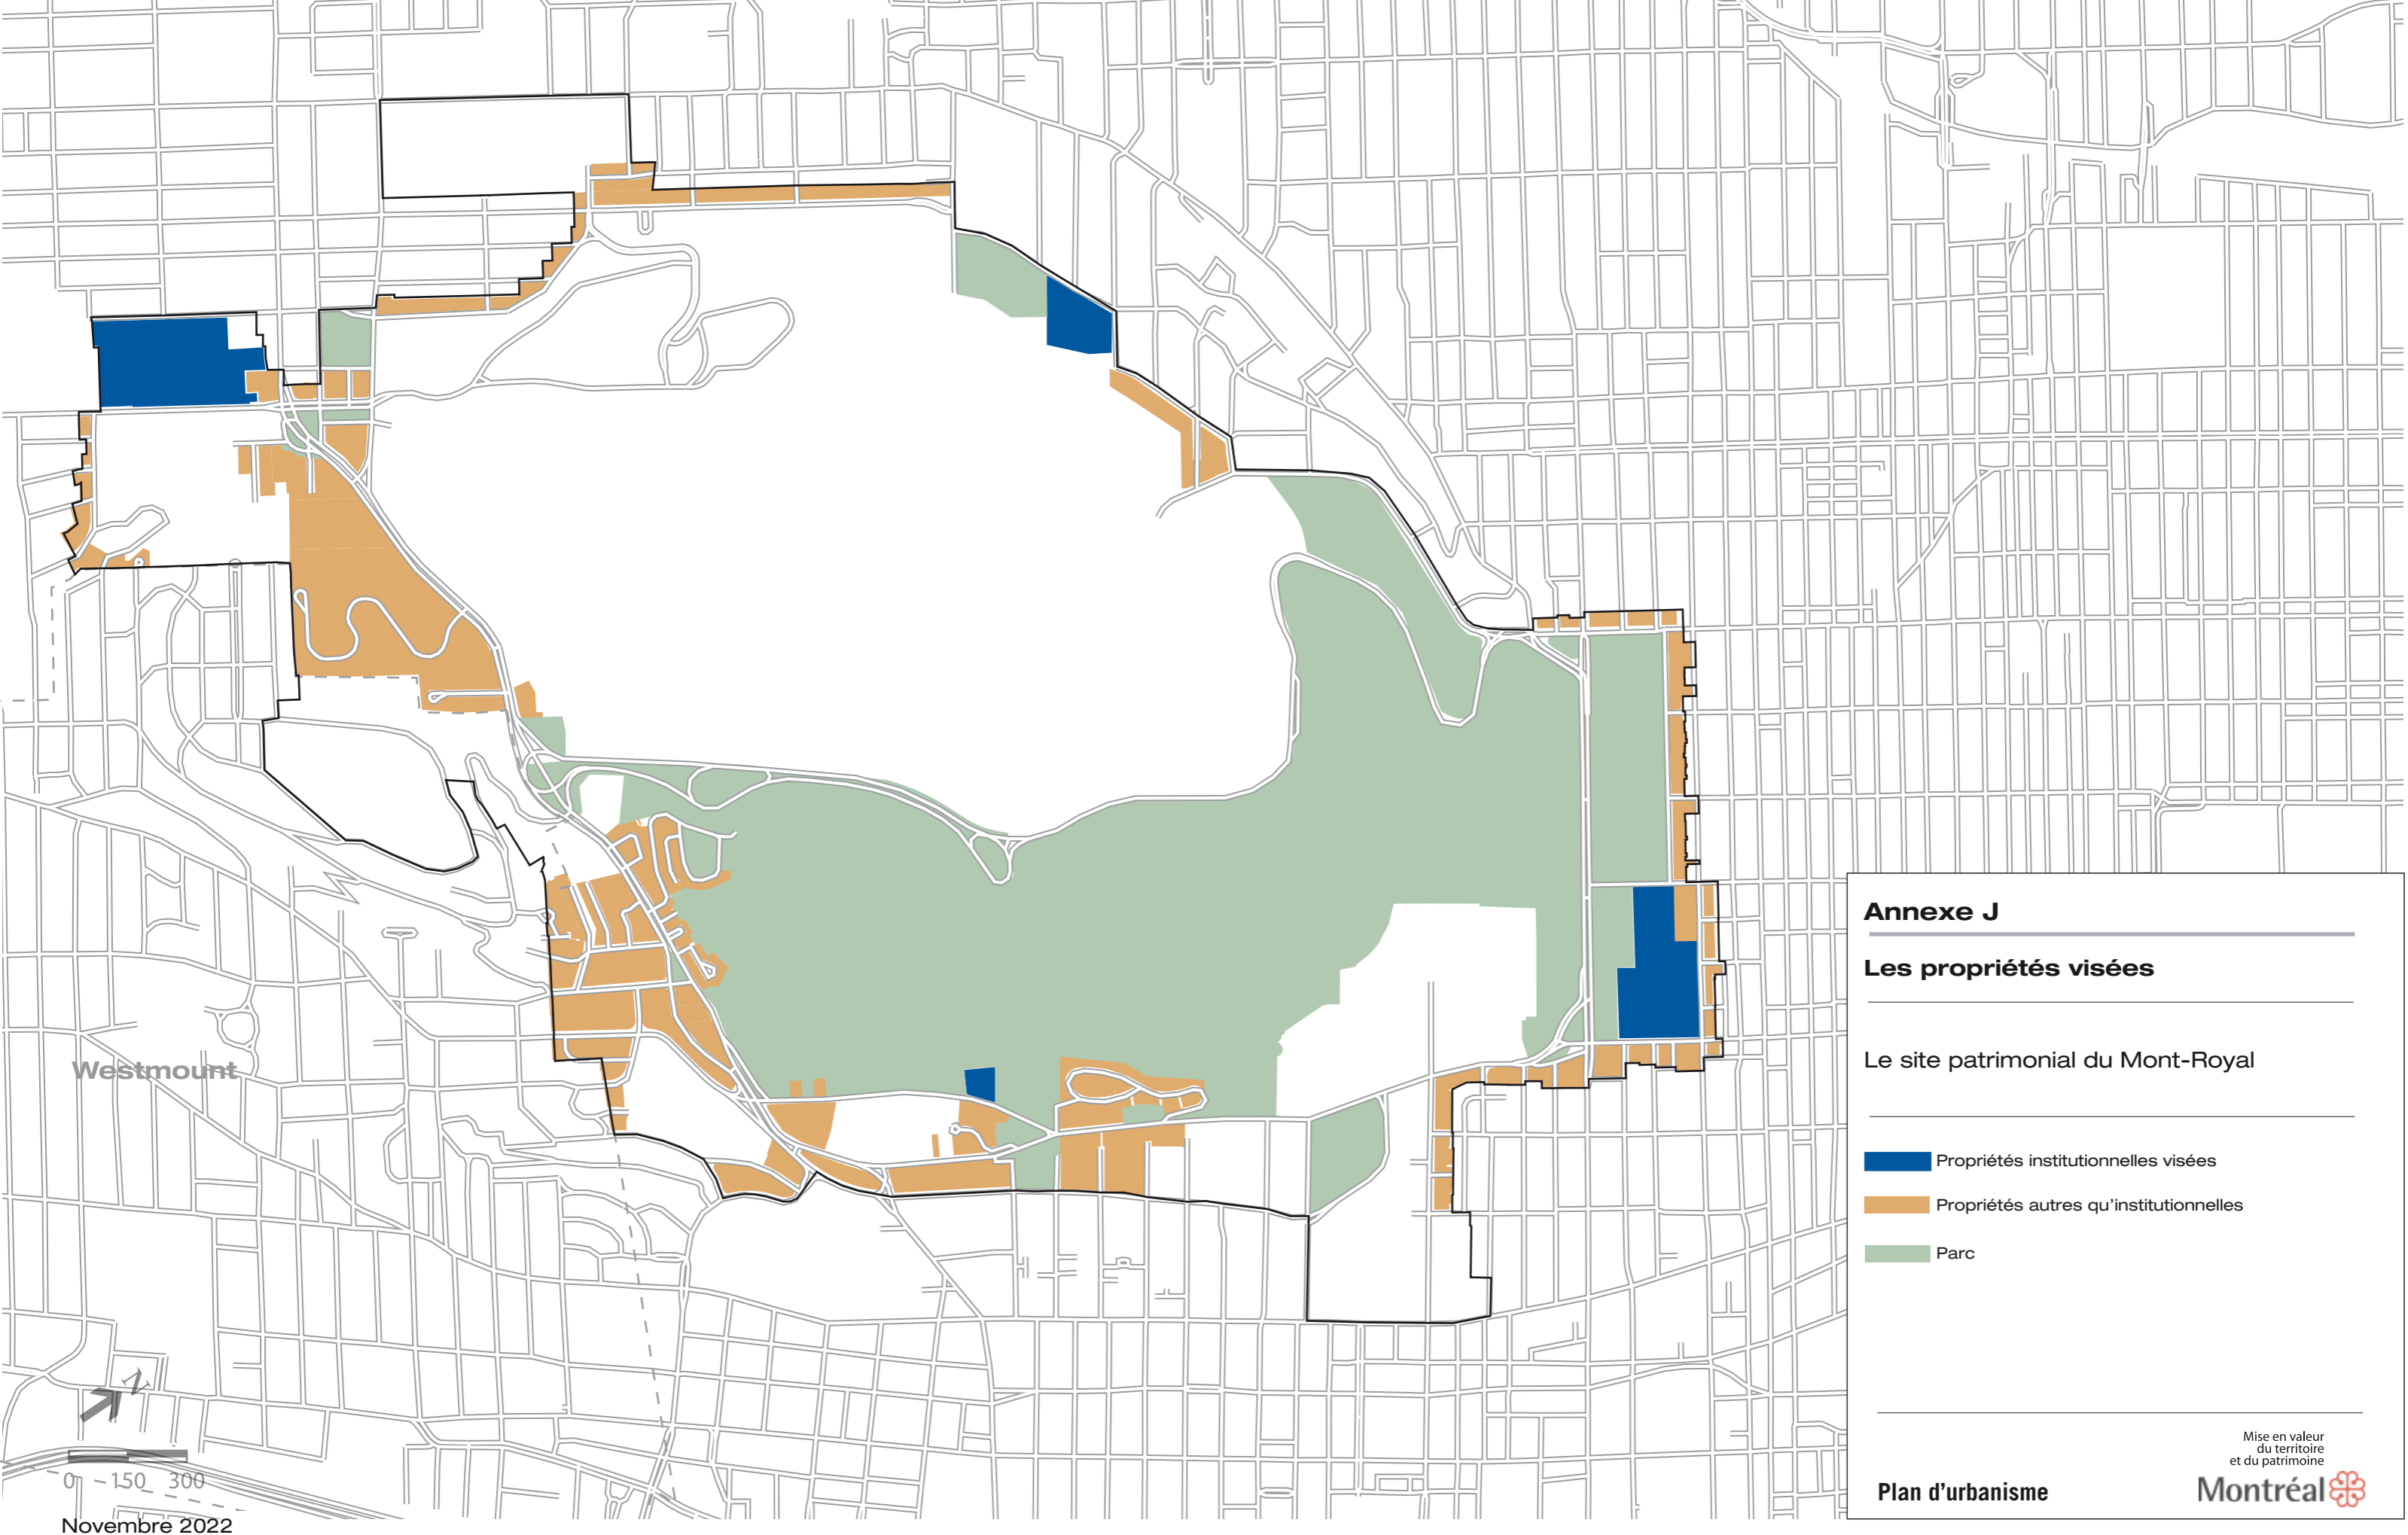 Westmount
N
0 150 300
Novembre 2022
Annexe J
Les propriétés visées
Le site patrimonial du Mont-Royal
Propriétés institutionnelles visées
Propriétés autres qu'institutionnelles
Parc
Mise en valeur
du territoire
et du patrimoine
Plan d'urbanisme
Montréal